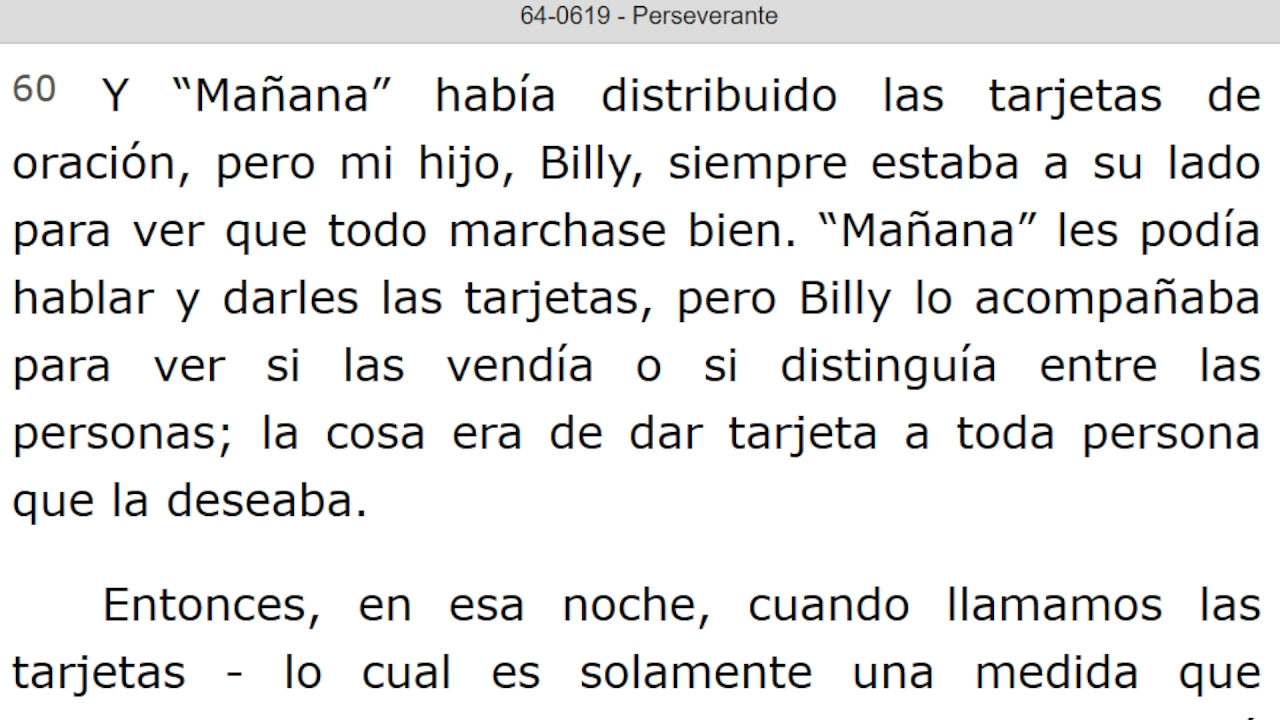 64-0619 - Perseverante
60 Y “Mañana” había distribuido las tarjetas de
oración, pero mi hijo, Billy, siempre estaba a su lado
para ver que todo marchase bien. “Mañana” les podía
hablar y darles las tarjetas, pero Billy lo acompañaba
para ver si las vendía o si distinguía entre las
personas; la cosa era de dar tarjeta a toda persona
que la deseaba.
Entonces, en esa noche, cuando llamamos las
tarjetas - lo cual es solamente una medida que